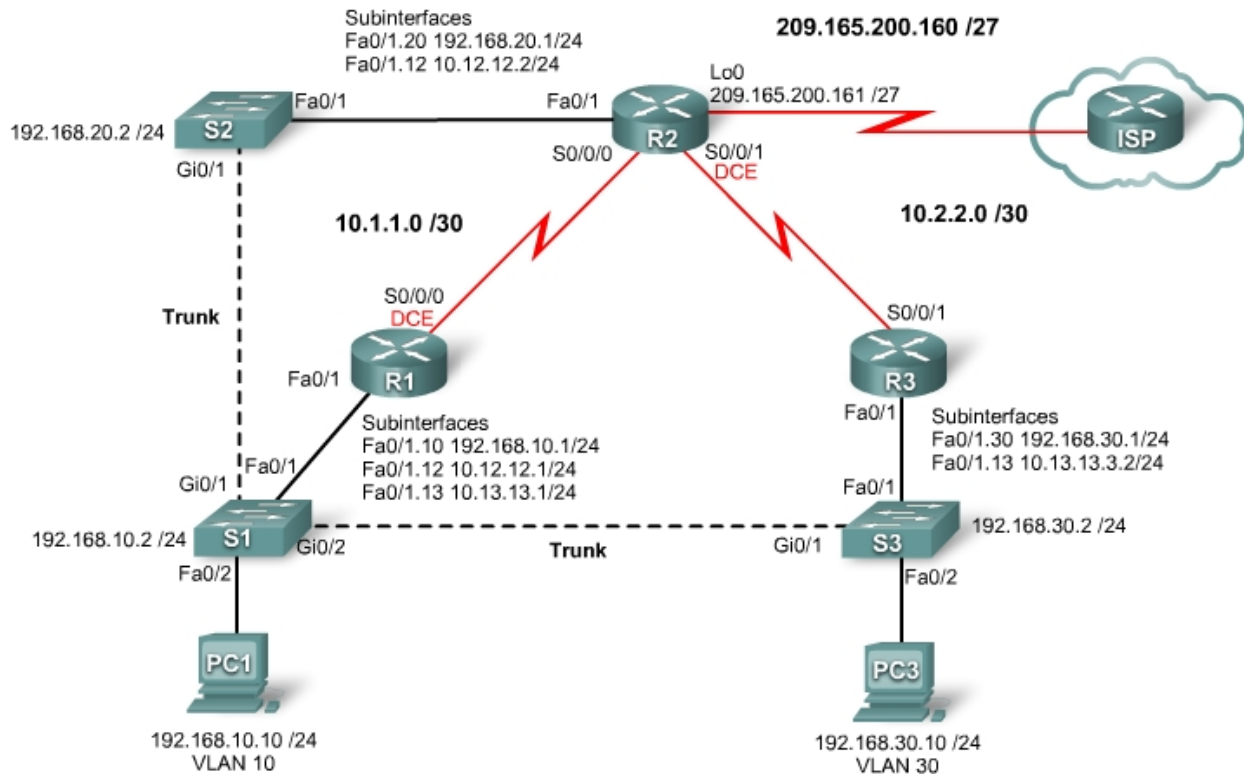 Subinterfaces
Fa0/1.20 192.168.20.1/24
Fa0/1.12 10.12.12.2/24
209.165.200.160 /27
Lo0
209.165.200.161 /27
Fa0/1
Fa0/1
192.168.20.2 /24
S2
R2
ISP
Gi0/1
S0/0/0
S0/0/1
DCE
10.1.1.0 /30
10.2.2.0 /30
Trunk
S0/0/0
DCE
S0/0/1
Fa0/1
R1
R3
Subinterfaces
Fa0/1.10 192.168.10.1/24
Fa0/1.12 10.12.12.1/24
Fa0/1.13 10.13.13.1/24
Fa0/1
Subinterfaces
Fa0/1.30 192.168.30.1/24
Fa0/1.13 10.13.13.3.2/24
Fa0/1
Gi0/1
Fa0/1
192.168.10.2 /24
S1
Gi0/2
Trunk
Gi0/1
S3
192.168.30.2 /24
Fa0/2
Fa0/2
PC1
PC3
192.168.10.10 /24
VLAN 10
192.168.30.10 /24
VLAN 30